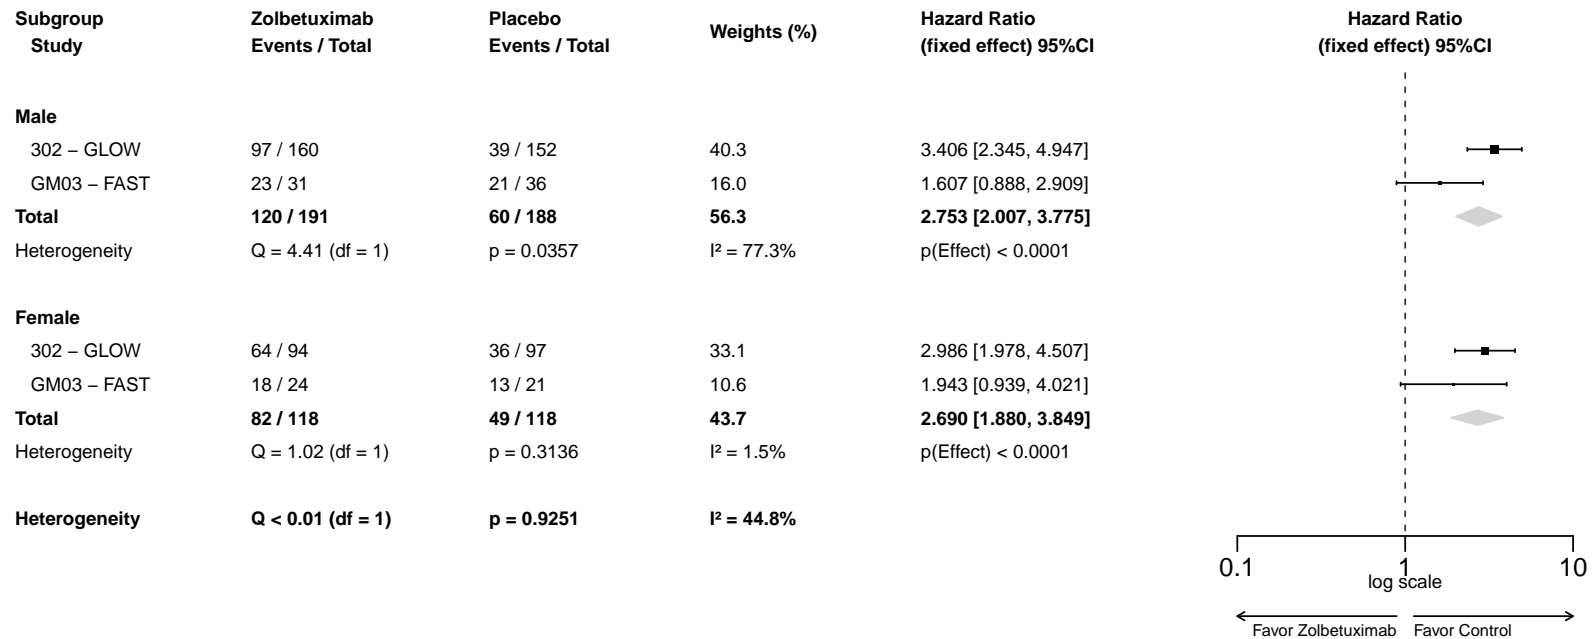 Subgroup Zolbetuximab Placebo Weights (%) Hazard Ratio Hazard Ratio
Study Events / Total Events / Total (fixed effect) 95%CI (fixed effect) 95%CI
Male
302 – GLOW 97 / 160 39 / 152 40.3 3.406 [2.345, 4.947]
GM03 – FAST 23 / 31 21 / 36 16.0 1.607 [0.888, 2.909]
Total 120 / 191 60 / 188 56.3 2.753 [2.007, 3.775]
Heterogeneity Q = 4.41 (df = 1) p = 0.0357 I² = 77.3% p(Effect) < 0.0001
Female
302 – GLOW 64 / 94 36 / 97 33.1 2.986 [1.978, 4.507]
GM03 – FAST 18 / 24 13 / 21 10.6 1.943 [0.939, 4.021]
Total 82 / 118 49 / 118 43.7 2.690 [1.880, 3.849]
Heterogeneity Q = 1.02 (df = 1) p = 0.3136 I² = 1.5% p(Effect) < 0.0001
Heterogeneity Q < 0.01 (df = 1) p = 0.9251 I² = 44.8%
0.1 1 10
log scale
Favor Zolbetuximab Favor Control